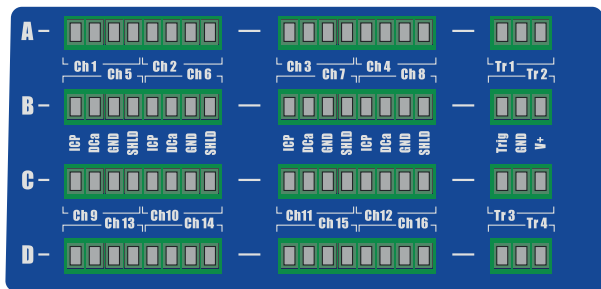 A
Ch 1 Ch 2 Ch 3 Ch 4 Tr 1
Ch 5 Ch 6 Ch 7 Ch 8 Tr 2
B
ICP DCa GND SHLD ICP DCa GND SHLD ICP DCa GND SHLD ICP DCa GND SHLD Trig GND V+
C
Ch 9 Ch10 Ch11 Ch12 Tr 3
Ch 13 Ch 14 Ch 15 Ch 16 Tr 4
D